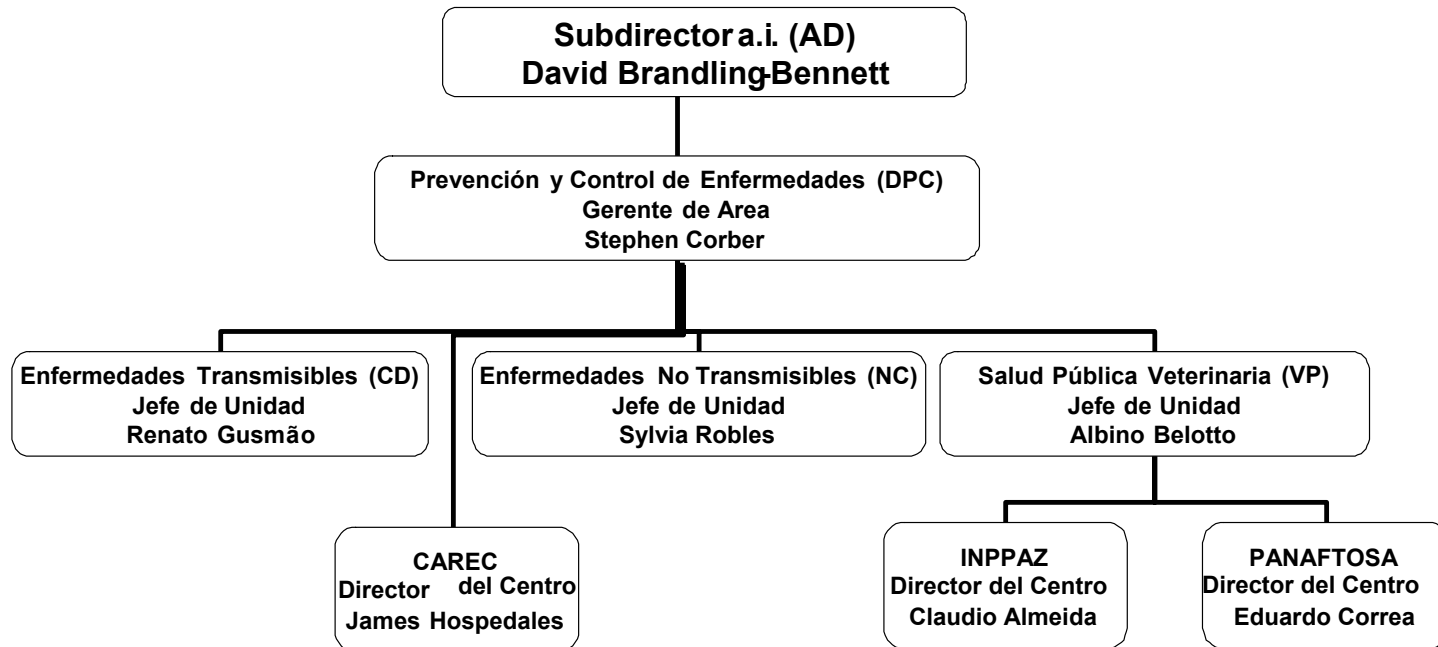 Subdirector a.i. (AD)
David Brandling-Bennett
Prevención y Control de Enfermedades (DPC)
Gerente de Area
Stephen Corber
Enfermedades Transmisibles (CD)
Jefe de Unidad
Renato Gusmão
Enfermedades No Transmisibles (NC)
Jefe de Unidad
Sylvia Robles
Salud Pública Veterinaria (VP)
Jefe de Unidad
Albino Belotto
CAREC
Director del Centro
James Hospedales
INPPAZ
Director del Centro
Claudio Almeida
PANAFTOSA
Director del Centro
Eduardo Correa